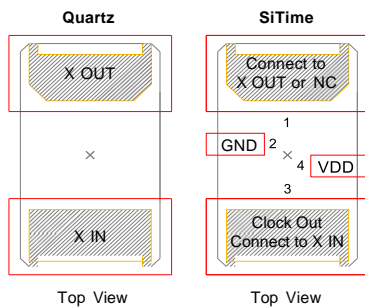 Quartz
SiTime
X OUT
Connect to
X OUT or NC
1
GND
2
4
VDD
3
X IN
Clock Out
Connect to X IN
Top View
Top View